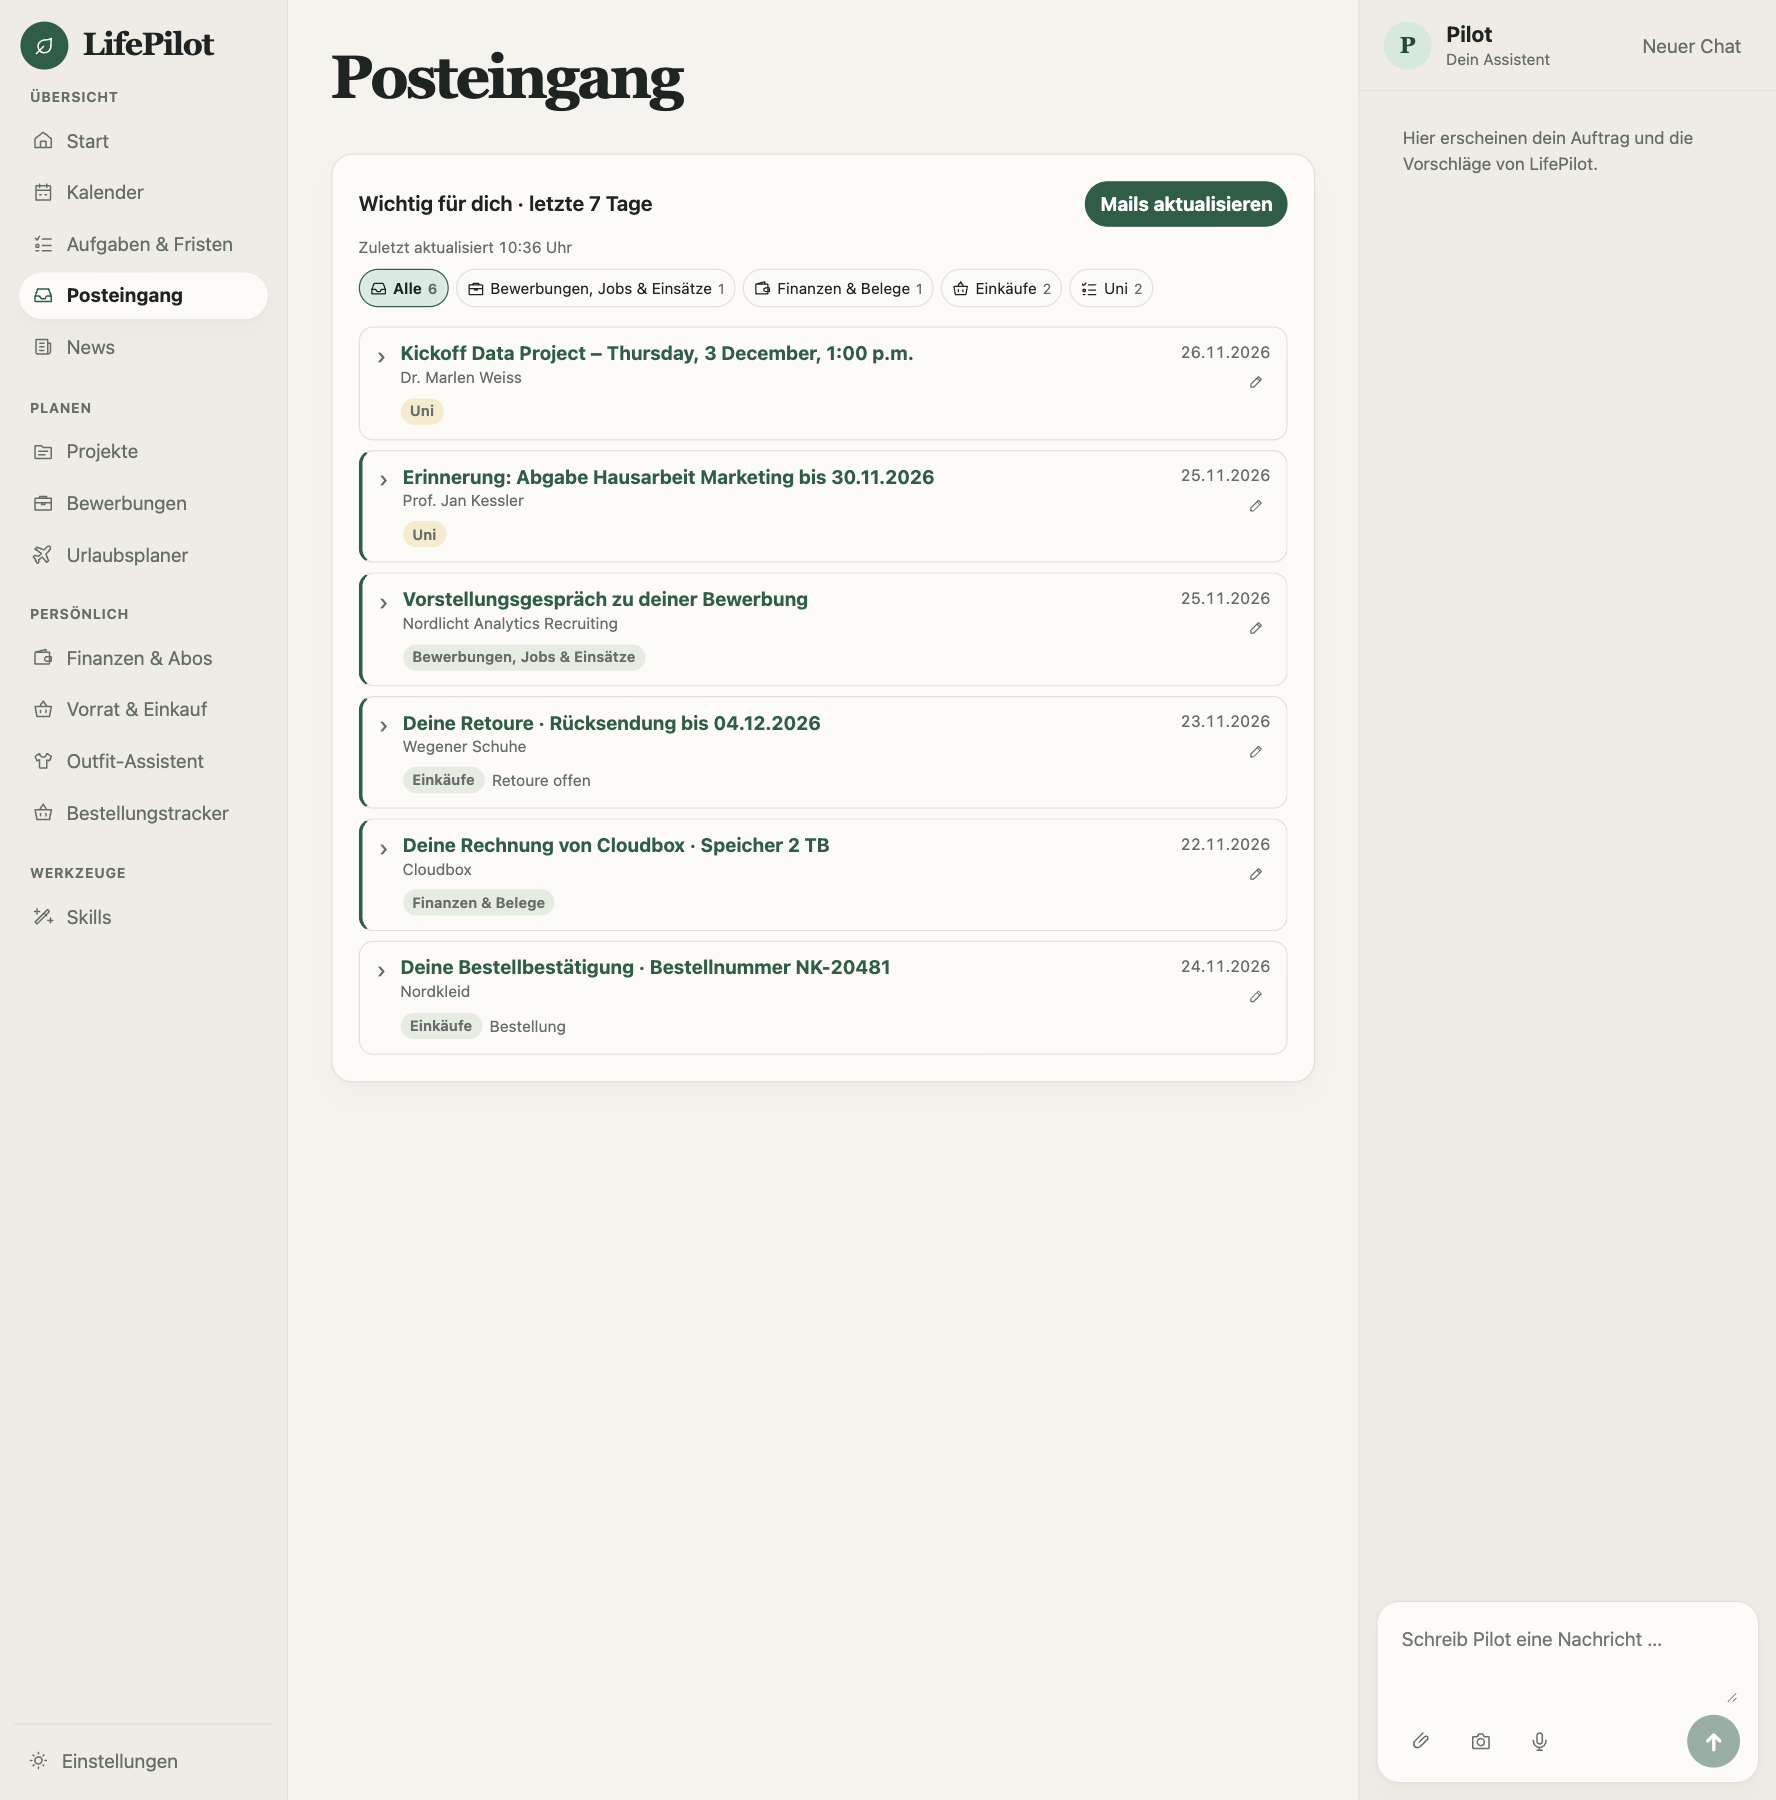 LifePilot
ÜBERSICHT
Start
Kalender
Aufgaben & Fristen
Posteingang
News
PLANEN
Projekte
Bewerbungen
Urlaubsplaner
PERSÖNLICH
Finanzen & Abos
Vorrat & Einkauf
Outfit-Assistent
Bestellungstracker
WERKZEUGE
Skills
Einstellungen
Posteingang
Wichtig für dich · letzte 7 Tage
Mails aktualisieren
Zuletzt aktualisiert 10:36 Uhr
Alle 6
Bewerbungen, Jobs & Einsätze 1
Finanzen & Belege 1
Einkäufe 2
Uni 2
Kickoff Data Project – Thursday, 3 December, 1:00 p.m.
26.11.2026
Dr. Marlen Weiss
Uni
Erinnerung: Abgabe Hausarbeit Marketing bis 30.11.2026
25.11.2026
Prof. Jan Kessler
Uni
Vorstellungsgespräch zu deiner Bewerbung
25.11.2026
Nordlicht Analytics Recruiting
Bewerbungen, Jobs & Einsätze
Deine Retoure · Rücksendung bis 04.12.2026
23.11.2026
Wegener Schuhe
Einkäufe Retoure offen
Deine Rechnung von Cloudbox · Speicher 2 TB
22.11.2026
Cloudbox
Finanzen & Belege
Deine Bestellbestätigung · Bestellnummer NK-20481
24.11.2026
Nordkleid
Einkäufe Bestellung
P
Pilot
Dein Assistent
Neuer Chat
Hier erscheinen dein Auftrag und die
Vorschläge von LifePilot.
Schreib Pilot eine Nachricht ...